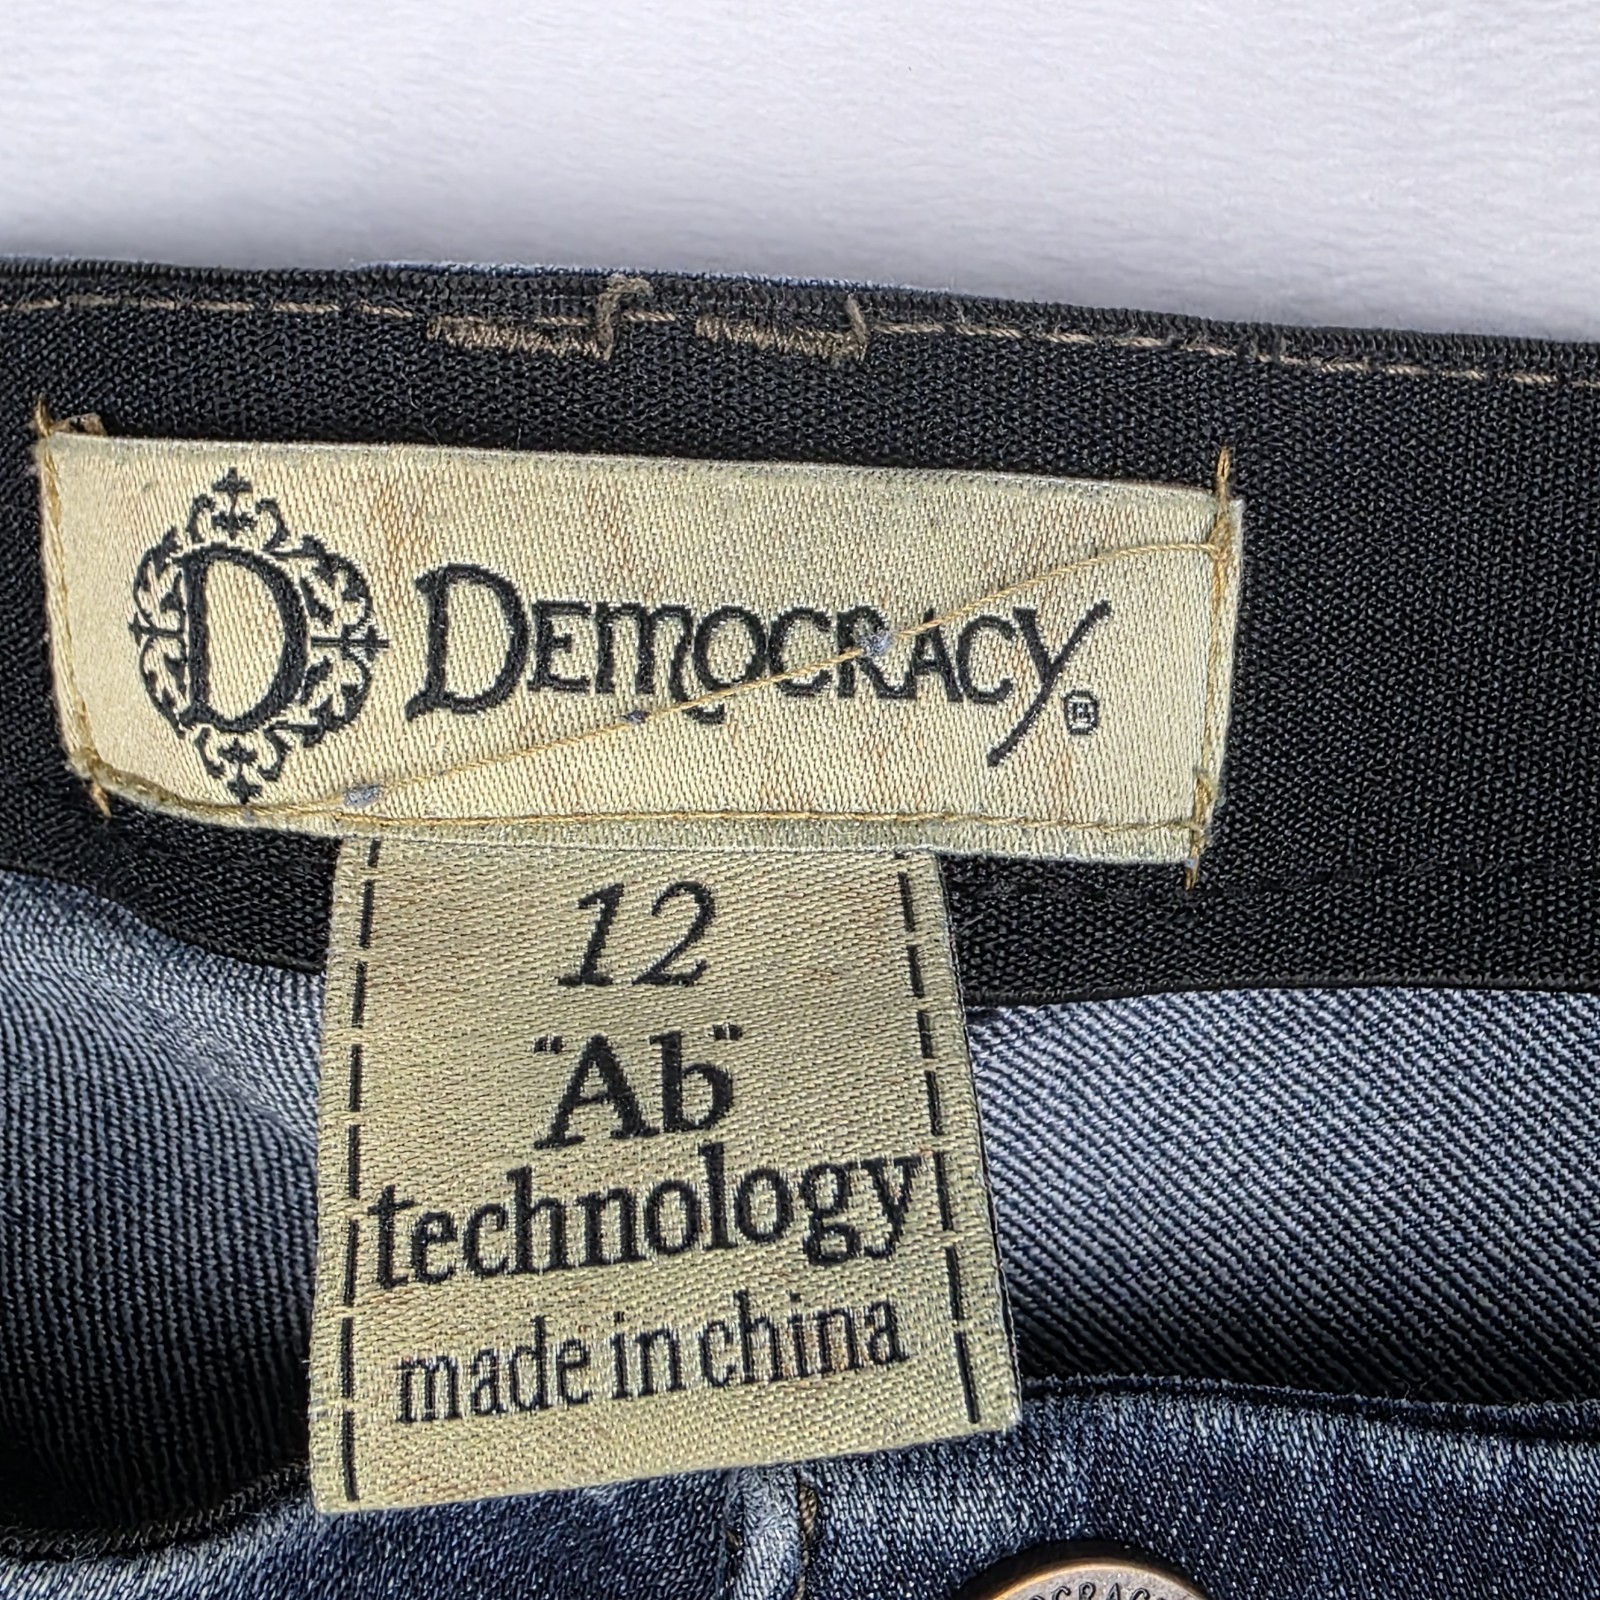 D DEMOCRACY®
12
"Ab"
technology
made in china